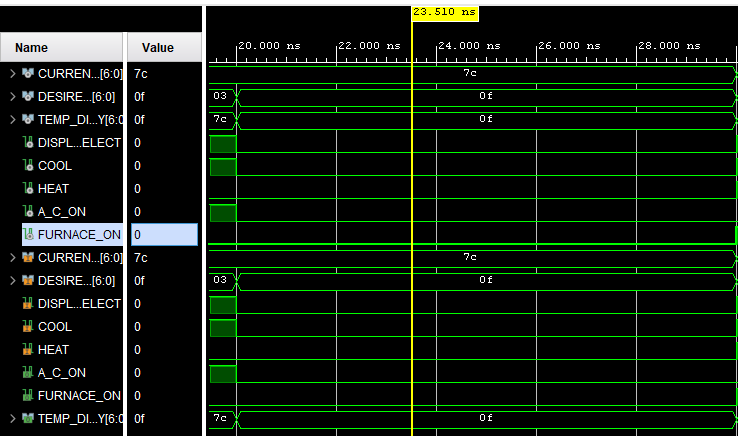 23.510 ns
Name Value 20.000 ns 22.000 ns 24.000 ns 26.000 ns 28.000 ns
CURREN...[6:0] 7c 7c
DESIRE...[6:0] 0f 03 0f
TEMP_DI...Y[6:0 0f 7c 0f
DISPL...ELECT 0
COOL 0
HEAT 0
A_C_ON 0
FURNACE_ON 0
CURREN...[6:0] 7c 7c
DESIRE...[6:0] 0f 03 0f
DISPL...ELECT 0
COOL 0
HEAT 0
A_C_ON 0
FURNACE_ON 0
TEMP_DI...Y[6:0 0f 7c 0f